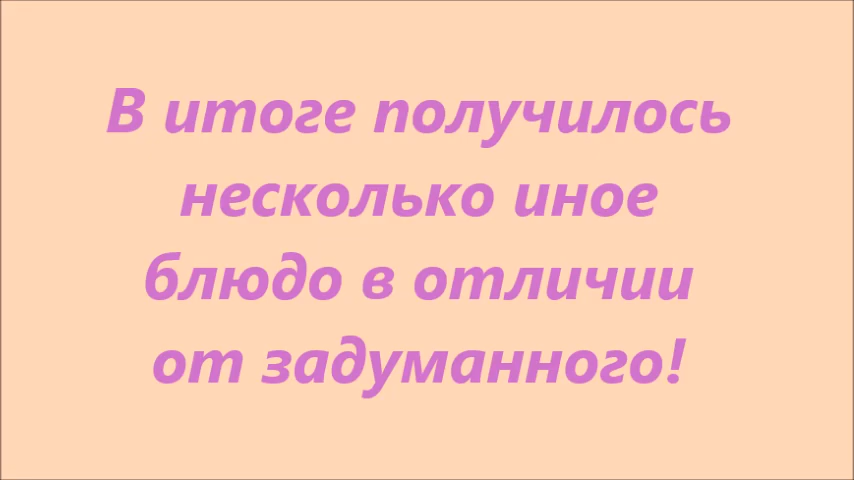 В итоге получилось
несколько иное
блюдо в отличии
от задуманного!